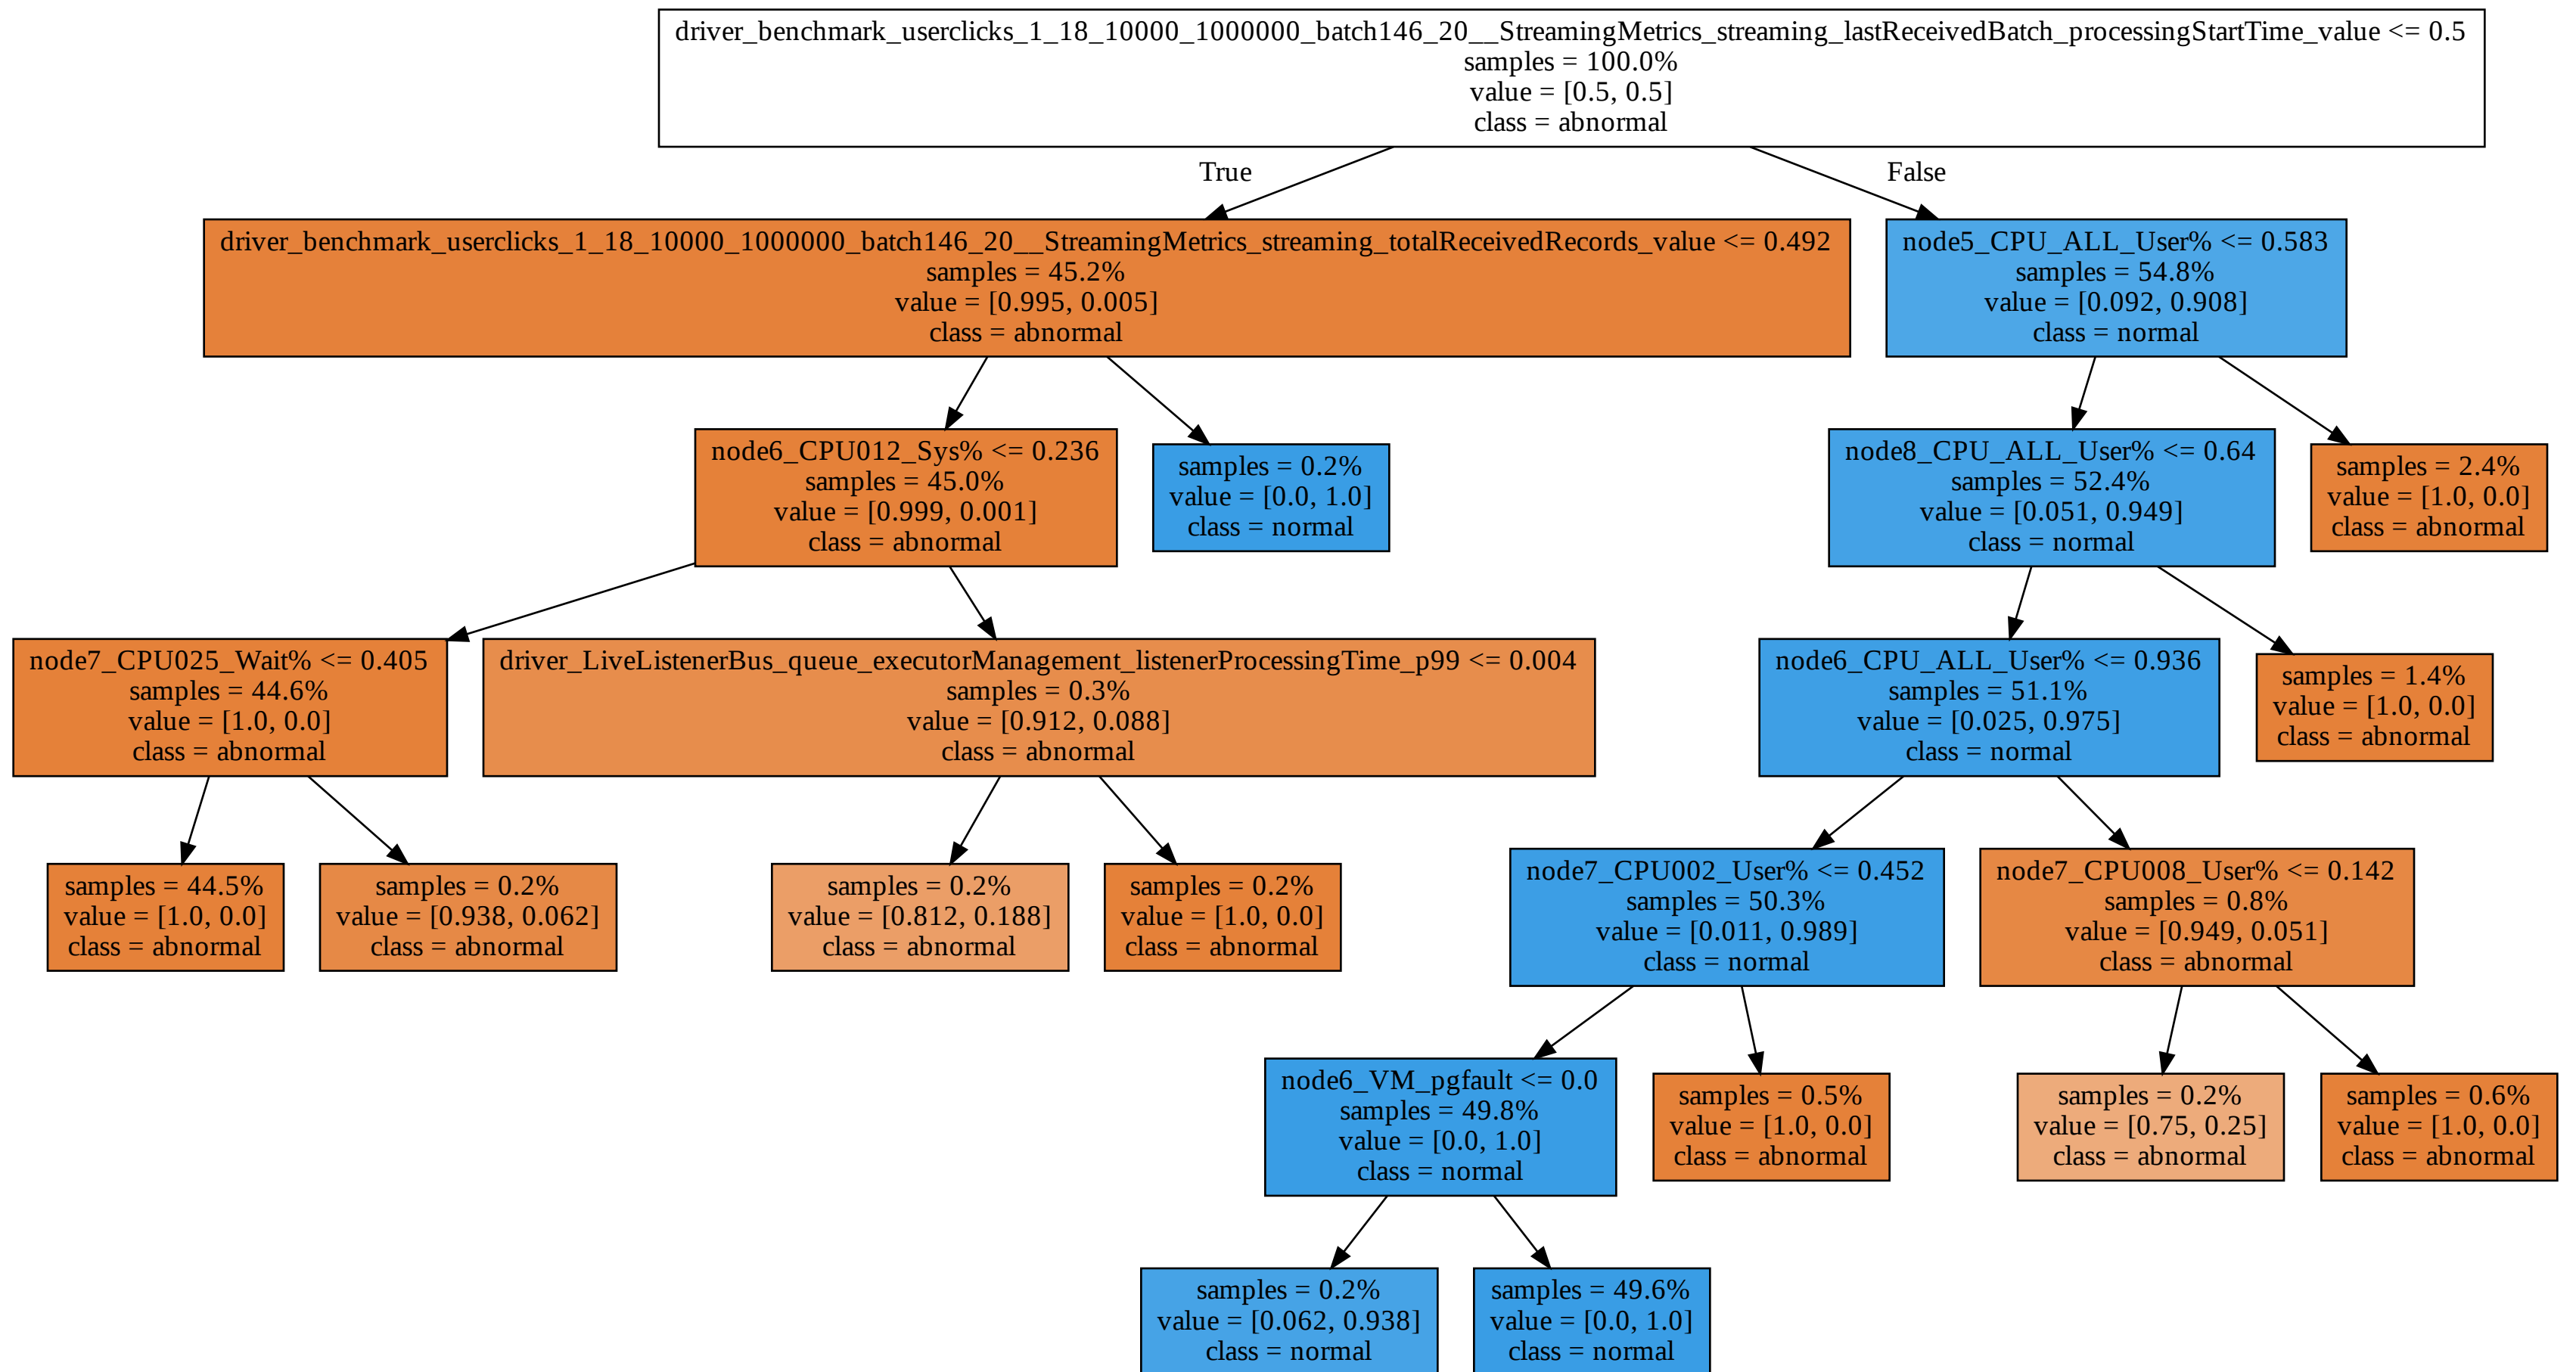 driver_benchmark_userclicks_1_18_10000_1000000_batch146_20__StreamingMetrics_streaming_lastReceivedBatch_processingStartTime_value <= 0.5
samples = 100.0%
value = [0.5, 0.5]
class = abnormal
True
False
driver_benchmark_userclicks_1_18_10000_1000000_batch146_20__StreamingMetrics_streaming_totalReceivedRecords_value <= 0.492
samples = 45.2%
value = [0.995, 0.005]
class = abnormal
node5_CPU_ALL_User% <= 0.583
samples = 54.8%
value = [0.092, 0.908]
class = normal
node6_CPU012_Sys% <= 0.236
samples = 45.0%
value = [0.999, 0.001]
class = abnormal
samples = 0.2%
value = [0.0, 1.0]
class = normal
node8_CPU_ALL_User% <= 0.64
samples = 52.4%
value = [0.051, 0.949]
class = normal
samples = 2.4%
value = [1.0, 0.0]
class = abnormal
node7_CPU025_Wait% <= 0.405
samples = 44.6%
value = [1.0, 0.0]
class = abnormal
driver_LiveListenerBus_queue_executorManagement_listenerProcessingTime_p99 <= 0.004
samples = 0.3%
value = [0.912, 0.088]
class = abnormal
node6_CPU_ALL_User% <= 0.936
samples = 51.1%
value = [0.025, 0.975]
class = normal
samples = 1.4%
value = [1.0, 0.0]
class = abnormal
samples = 44.5%
value = [1.0, 0.0]
class = abnormal
samples = 0.2%
value = [0.938, 0.062]
class = abnormal
samples = 0.2%
value = [0.812, 0.188]
class = abnormal
samples = 0.2%
value = [1.0, 0.0]
class = abnormal
node7_CPU002_User% <= 0.452
samples = 50.3%
value = [0.011, 0.989]
class = normal
node7_CPU008_User% <= 0.142
samples = 0.8%
value = [0.949, 0.051]
class = abnormal
node6_VM_pgfault <= 0.0
samples = 49.8%
value = [0.0, 1.0]
class = normal
samples = 0.5%
value = [1.0, 0.0]
class = abnormal
samples = 0.2%
value = [0.75, 0.25]
class = abnormal
samples = 0.6%
value = [1.0, 0.0]
class = abnormal
samples = 0.2%
value = [0.062, 0.938]
class = normal
samples = 49.6%
value = [0.0, 1.0]
class = normal